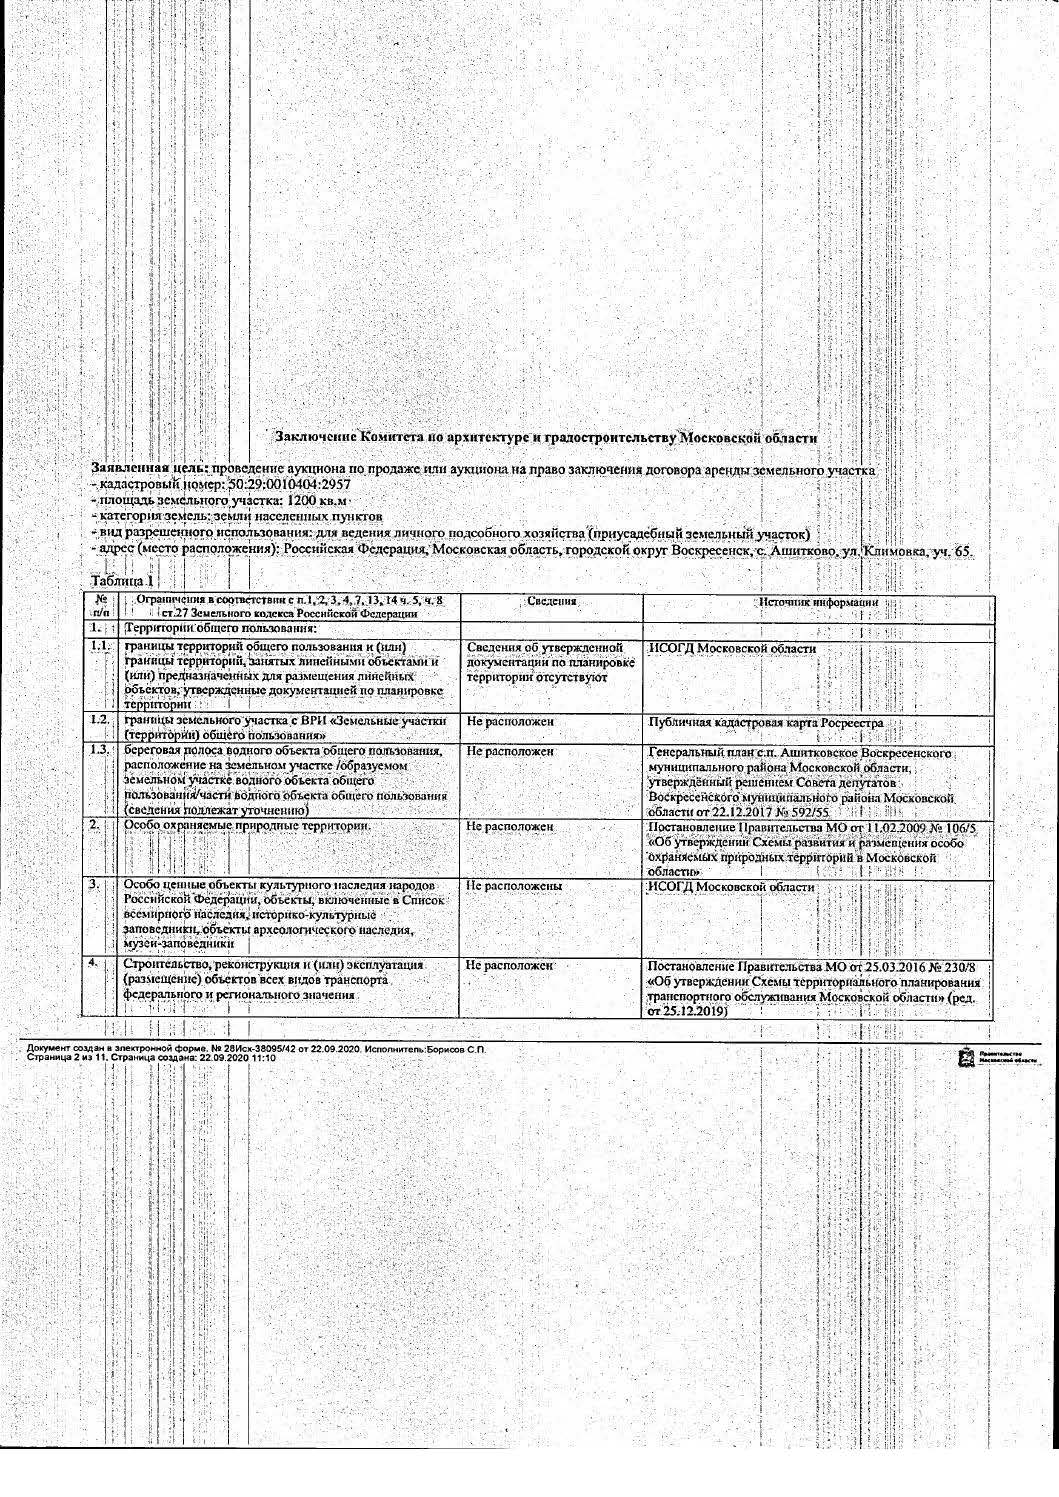 Заключение Комитета по архитектуре и градостроительству Московской области
Заявленная цель: проведение аукциона по продаже или аукциона на право заключения договора аренды земельного участка
- кадастровый номер: 50:29:0010404:2957
- площадь земельного участка: 1200 кв.м
- категория земель: земли населенных пунктов
- вид разрешенного использования: для ведения личного подсобного хозяйства (приусадебный земельный участок)
- адрес (место расположения): Российская Федерация, Московская область, городской округ Воскресенск, с. Ашитково, ул. Климовка, уч. 65.
Таблица 1
№ п/п
Ограничения в соответствии с п.1, 2, 3, 4, 7, 13, 14 ч. 5, ч. 8
ст.27 Земельного кодекса Российской Федерации
Сведения
Источник информации
1. Территории общего пользования:
1.1. границы территорий общего пользования и (или)
границы территорий, занятых линейными объектами и
(или) предназначенных для размещения линейных
объектов, утвержденные документацией по планировке
территории
Сведения об утвержденной
документации по планировке
территории отсутствуют
ИСОГД Московской области
1.2. границы земельного участка с ВРИ «Земельные участки
(территории) общего пользования»
Не расположен
Публичная кадастровая карта Росреестра
1.3. береговая полоса водного объекта общего пользования,
расположение на земельном участке /образуемом
земельном участке водного объекта общего
пользования/части водного объекта общего пользования
(сведения подлежат уточнению)
Не расположен
Генеральный план с.п. Ашитковское Воскресенского
муниципального района Московской области,
утверждённый решением Совета депутатов
Воскресенского муниципального района Московской
области от 22.12.2017 № 592/55
2. Особо охраняемые природные территории.
Не расположен
Постановление Правительства МО от 11.02.2009 № 106/5
«Об утверждении Схемы развития и размещения особо
охраняемых природных территорий в Московской
области»
3. Особо ценные объекты культурного наследия народов
Российской Федерации, объекты, включенные в Список
всемирного наследия, историко-культурные
заповедники, объекты археологического наследия,
музеи-заповедники
Не расположены
ИСОГД Московской области
4. Строительство, реконструкция и (или) эксплуатация
(размещение) объектов всех видов транспорта
федерального и регионального значения
Не расположен
Постановление Правительства МО от 25.03.2016 № 230/8
«Об утверждении Схемы территориального планирования
транспортного обслуживания Московской области» (ред.
от 25.12.2019)
Документ создан в электронной форме. № 28Исх-38095/42 от 22.09.2020. Исполнитель:Борисов С.П.
Страница 2 из 11. Страница создана: 22.09.2020 11:10
Правительство
Московской области